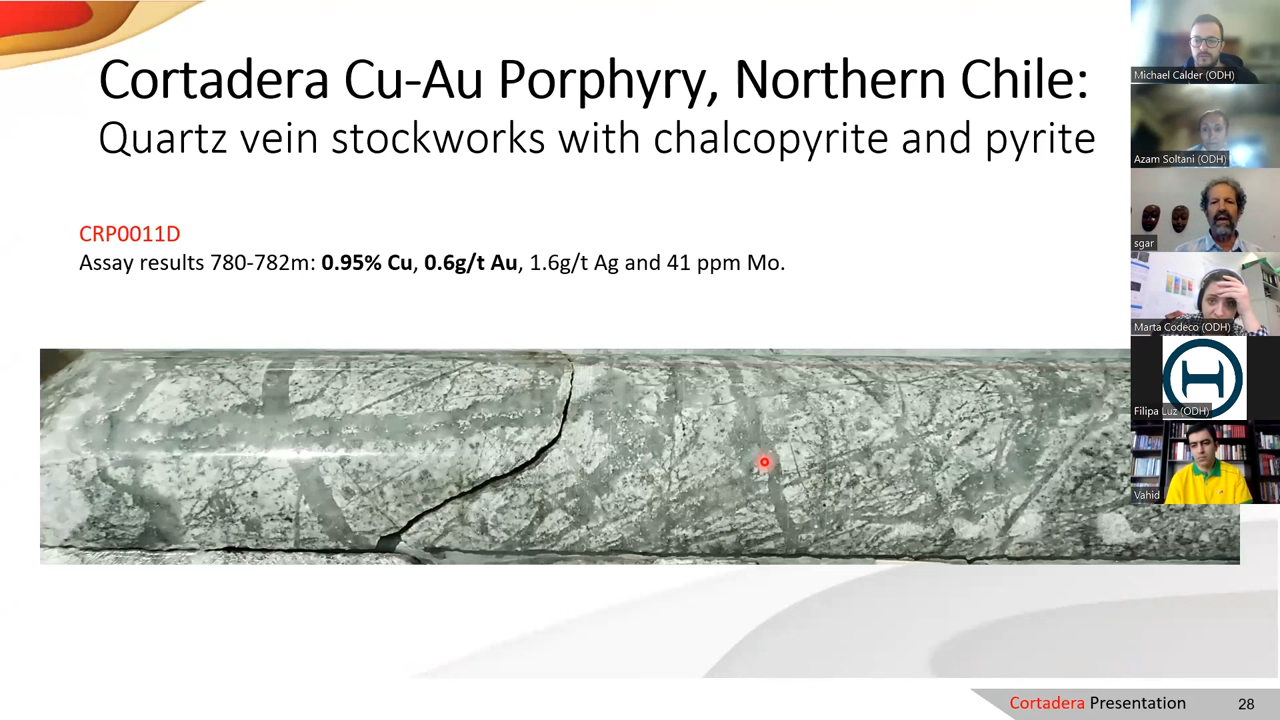 Cortadera Cu-Au Porphyry, Northern Chile:
Quartz vein stockworks with chalcopyrite and pyrite
CRP0011D
Assay results 780-782m: 0.95% Cu, 0.6g/t Au, 1.6g/t Ag and 41 ppm Mo.
Michael Calder (ODH)
Azam Soltani (ODH)
sgar
Marta Codeco (ODH)
Filipa Luz (ODH)
Vahid
Cortadera Presentation 28